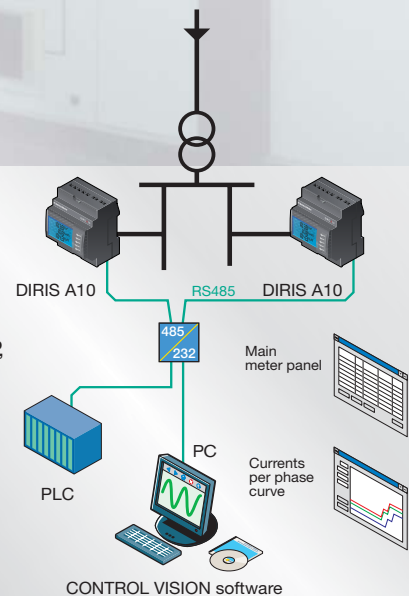 DIRIS A10
RS485
DIRIS A10
485
232
Main
meter panel
PLC
PC
Currents
per phase
curve
CONTROL VISION software